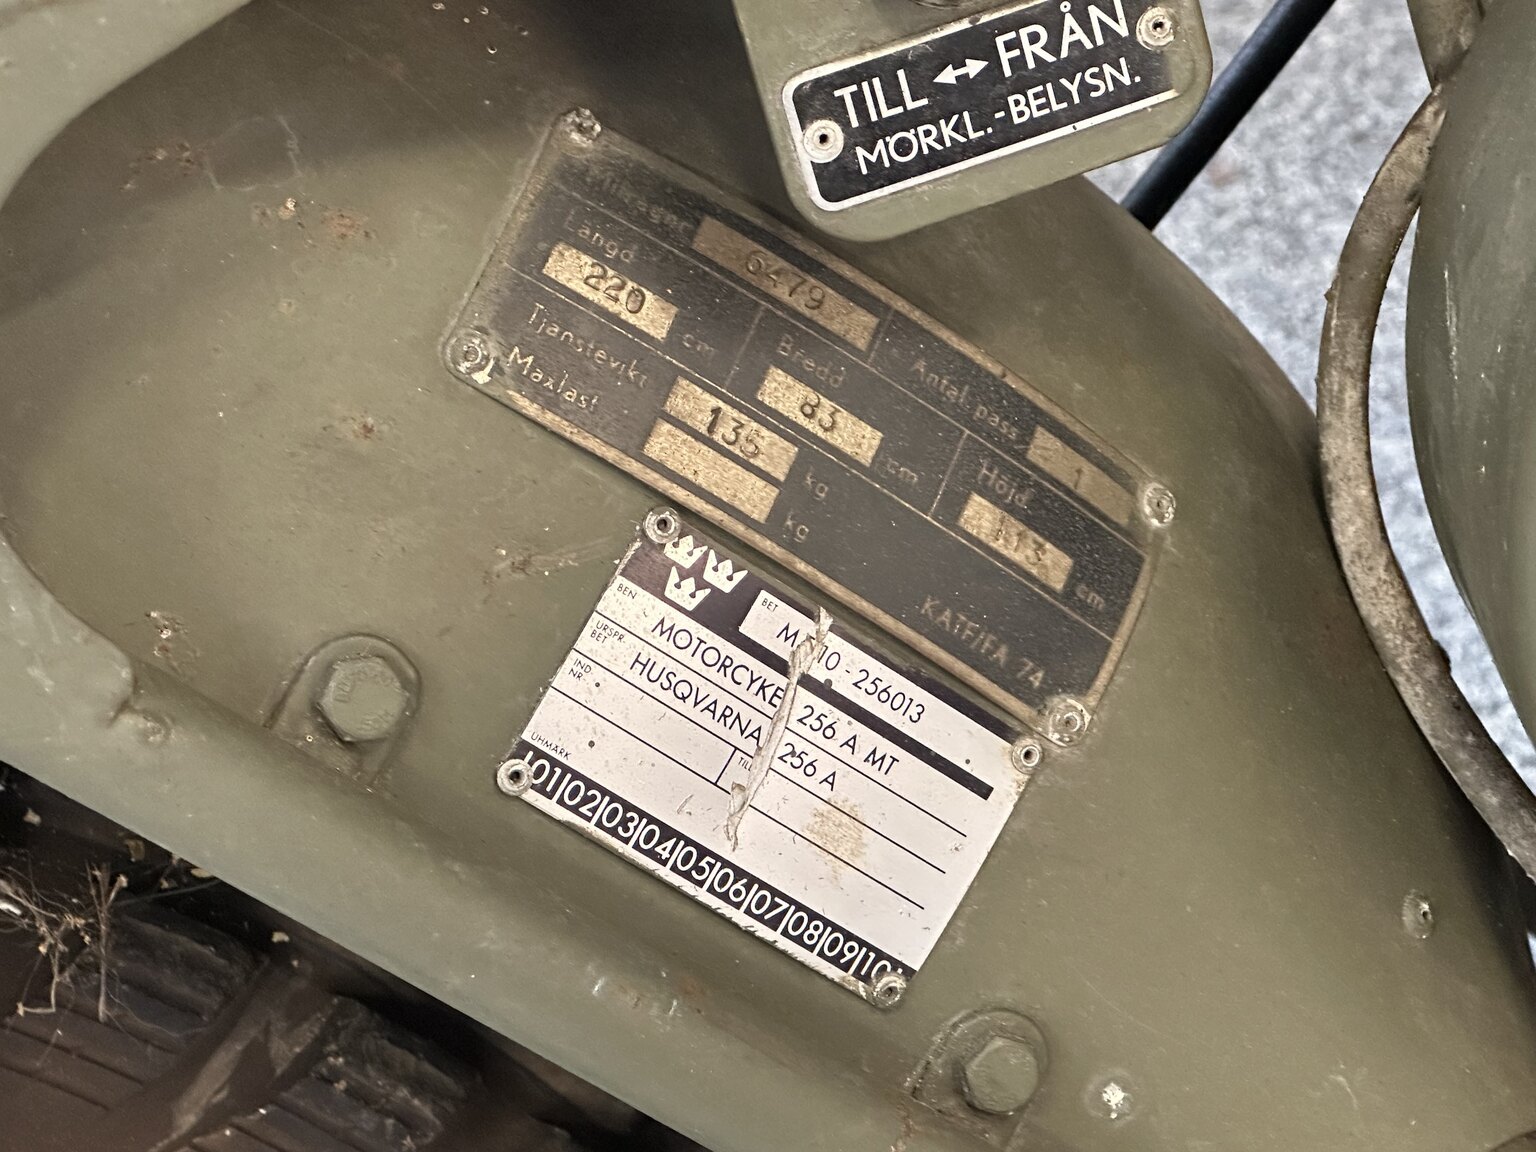 TILL ↔ FRÅN
MÖRKL.-BELYSN.
6479
Längd
220 cm
Bredd
83 cm
Antal pass
1
Tjänstevikt
135 kg
Maxlast
kg
Höjd
113 cm
KATF/FA 74
BET
10 - 256013
BEN
MOTORCYKEL 256 A MT
URSPR-
BET
HUSQVARNA 256 A
IND
NR-
TILL
UHMÄRK
01|02|03|04|05|06|07|08|09|10